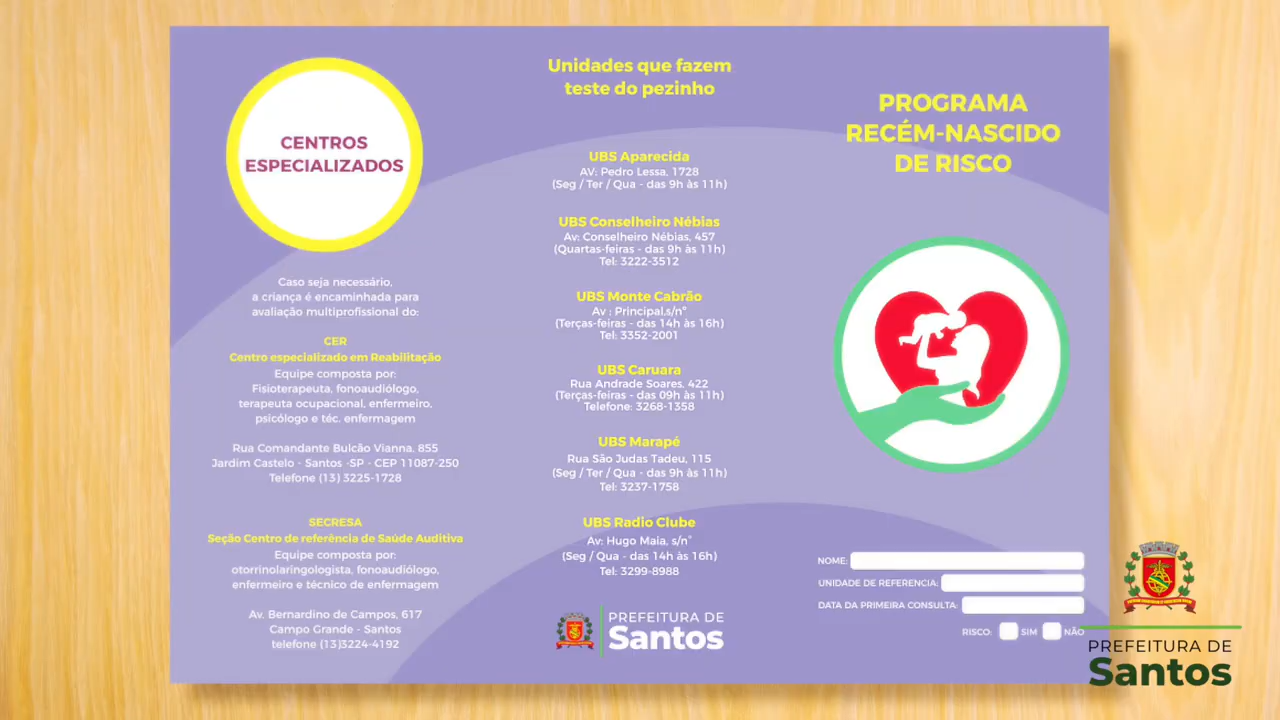 CENTROS
ESPECIALIZADOS
Caso seja necessário,
a criança é encaminhada para
avaliação multiprofissional do:
CER
Centro especializado em Reabilitação
Equipe composta por:
Fisioterapeuta, fonoaudiólogo,
terapeuta ocupacional, enfermeiro,
psicólogo e téc. enfermagem
Rua Comandante Bulcão Vianna, 855
Jardim Castelo - Santos -SP - CEP 11087-250
Telefone (13) 3225-1728
SECRESA
Seção Centro de referência de Saúde Auditiva
Equipe composta por:
otorrinolaringologista, fonoaudiólogo,
enfermeiro e técnico de enfermagem
Av. Bernardino de Campos, 617
Campo Grande - Santos
telefone (13)3224-4192
Unidades que fazem
teste do pezinho
UBS Aparecida
AV: Pedro Lessa, 1728
(Seg / Ter / Qua - das 9h às 11h)
UBS Conselheiro Nébias
Av: Conselheiro Nébias, 457
(Quartas-feiras - das 9h às 11h)
Tel: 3222-3512
UBS Monte Cabrão
Av : Principal,s/nº
(Terças-feiras - das 14h às 16h)
Tel: 3352-2001
UBS Caruara
Rua Andrade Soares, 422
(Terças-feiras - das 09h às 11h)
Telefone: 3268-1358
UBS Marapé
Rua São Judas Tadeu, 115
(Seg / Ter / Qua - das 9h às 11h)
Tel: 3237-1758
UBS Radio Clube
Av: Hugo Maia, s/n°
(Seg / Qua - das 14h às 16h)
Tel: 3299-8988
PREFEITURA DE
Santos
PROGRAMA
RECÉM-NASCIDO
DE RISCO
NOME:
UNIDADE DE REFERENCIA:
DATA DA PRIMEIRA CONSULTA:
RISCO: SIM NÃO
PREFEITURA DE
Santos